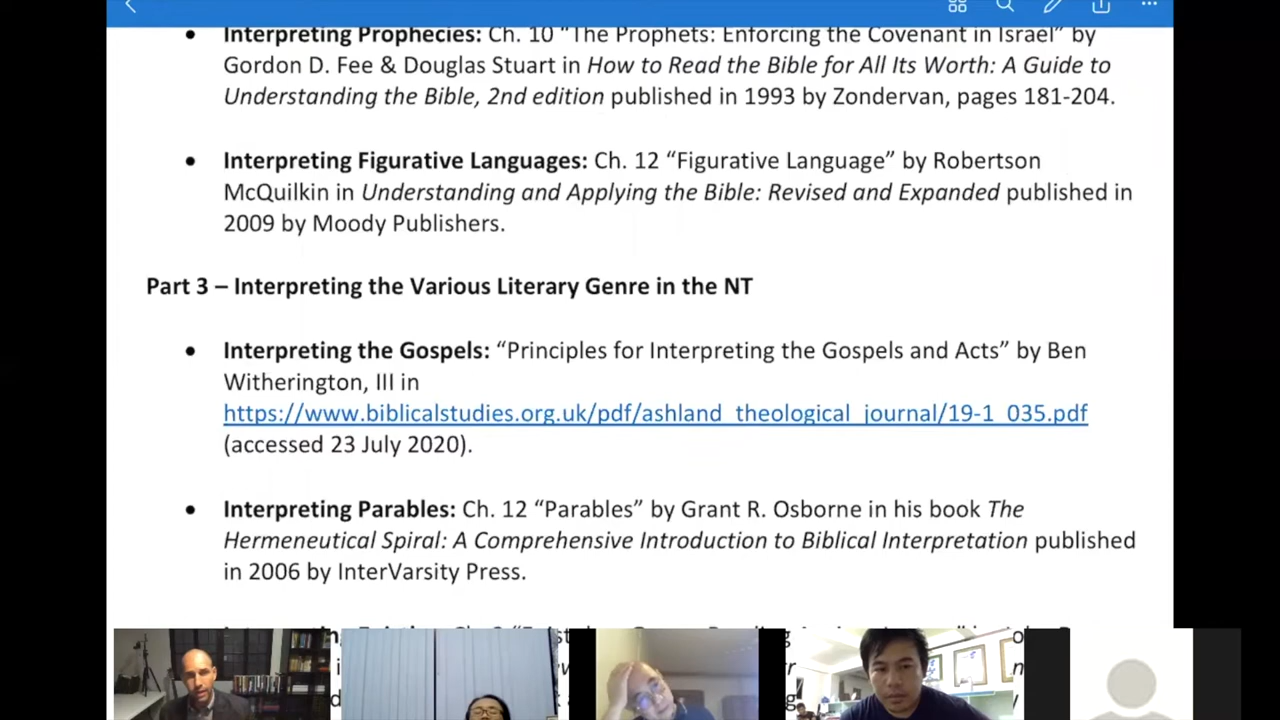 Interpreting Prophecies: Ch. 10 “The Prophets: Enforcing the Covenant in Israel” by
Gordon D. Fee & Douglas Stuart in How to Read the Bible for All Its Worth: A Guide to
Understanding the Bible, 2nd edition published in 1993 by Zondervan, pages 181-204.
Interpreting Figurative Languages: Ch. 12 “Figurative Language” by Robertson
McQuilkin in Understanding and Applying the Bible: Revised and Expanded published in
2009 by Moody Publishers.
Part 3 – Interpreting the Various Literary Genre in the NT
Interpreting the Gospels: “Principles for Interpreting the Gospels and Acts” by Ben
Witherington, III in
https://www.biblicalstudies.org.uk/pdf/ashland_theological_journal/19-1_035.pdf
(accessed 23 July 2020).
Interpreting Parables: Ch. 12 “Parables” by Grant R. Osborne in his book The
Hermeneutical Spiral: A Comprehensive Introduction to Biblical Interpretation published
in 2006 by InterVarsity Press.